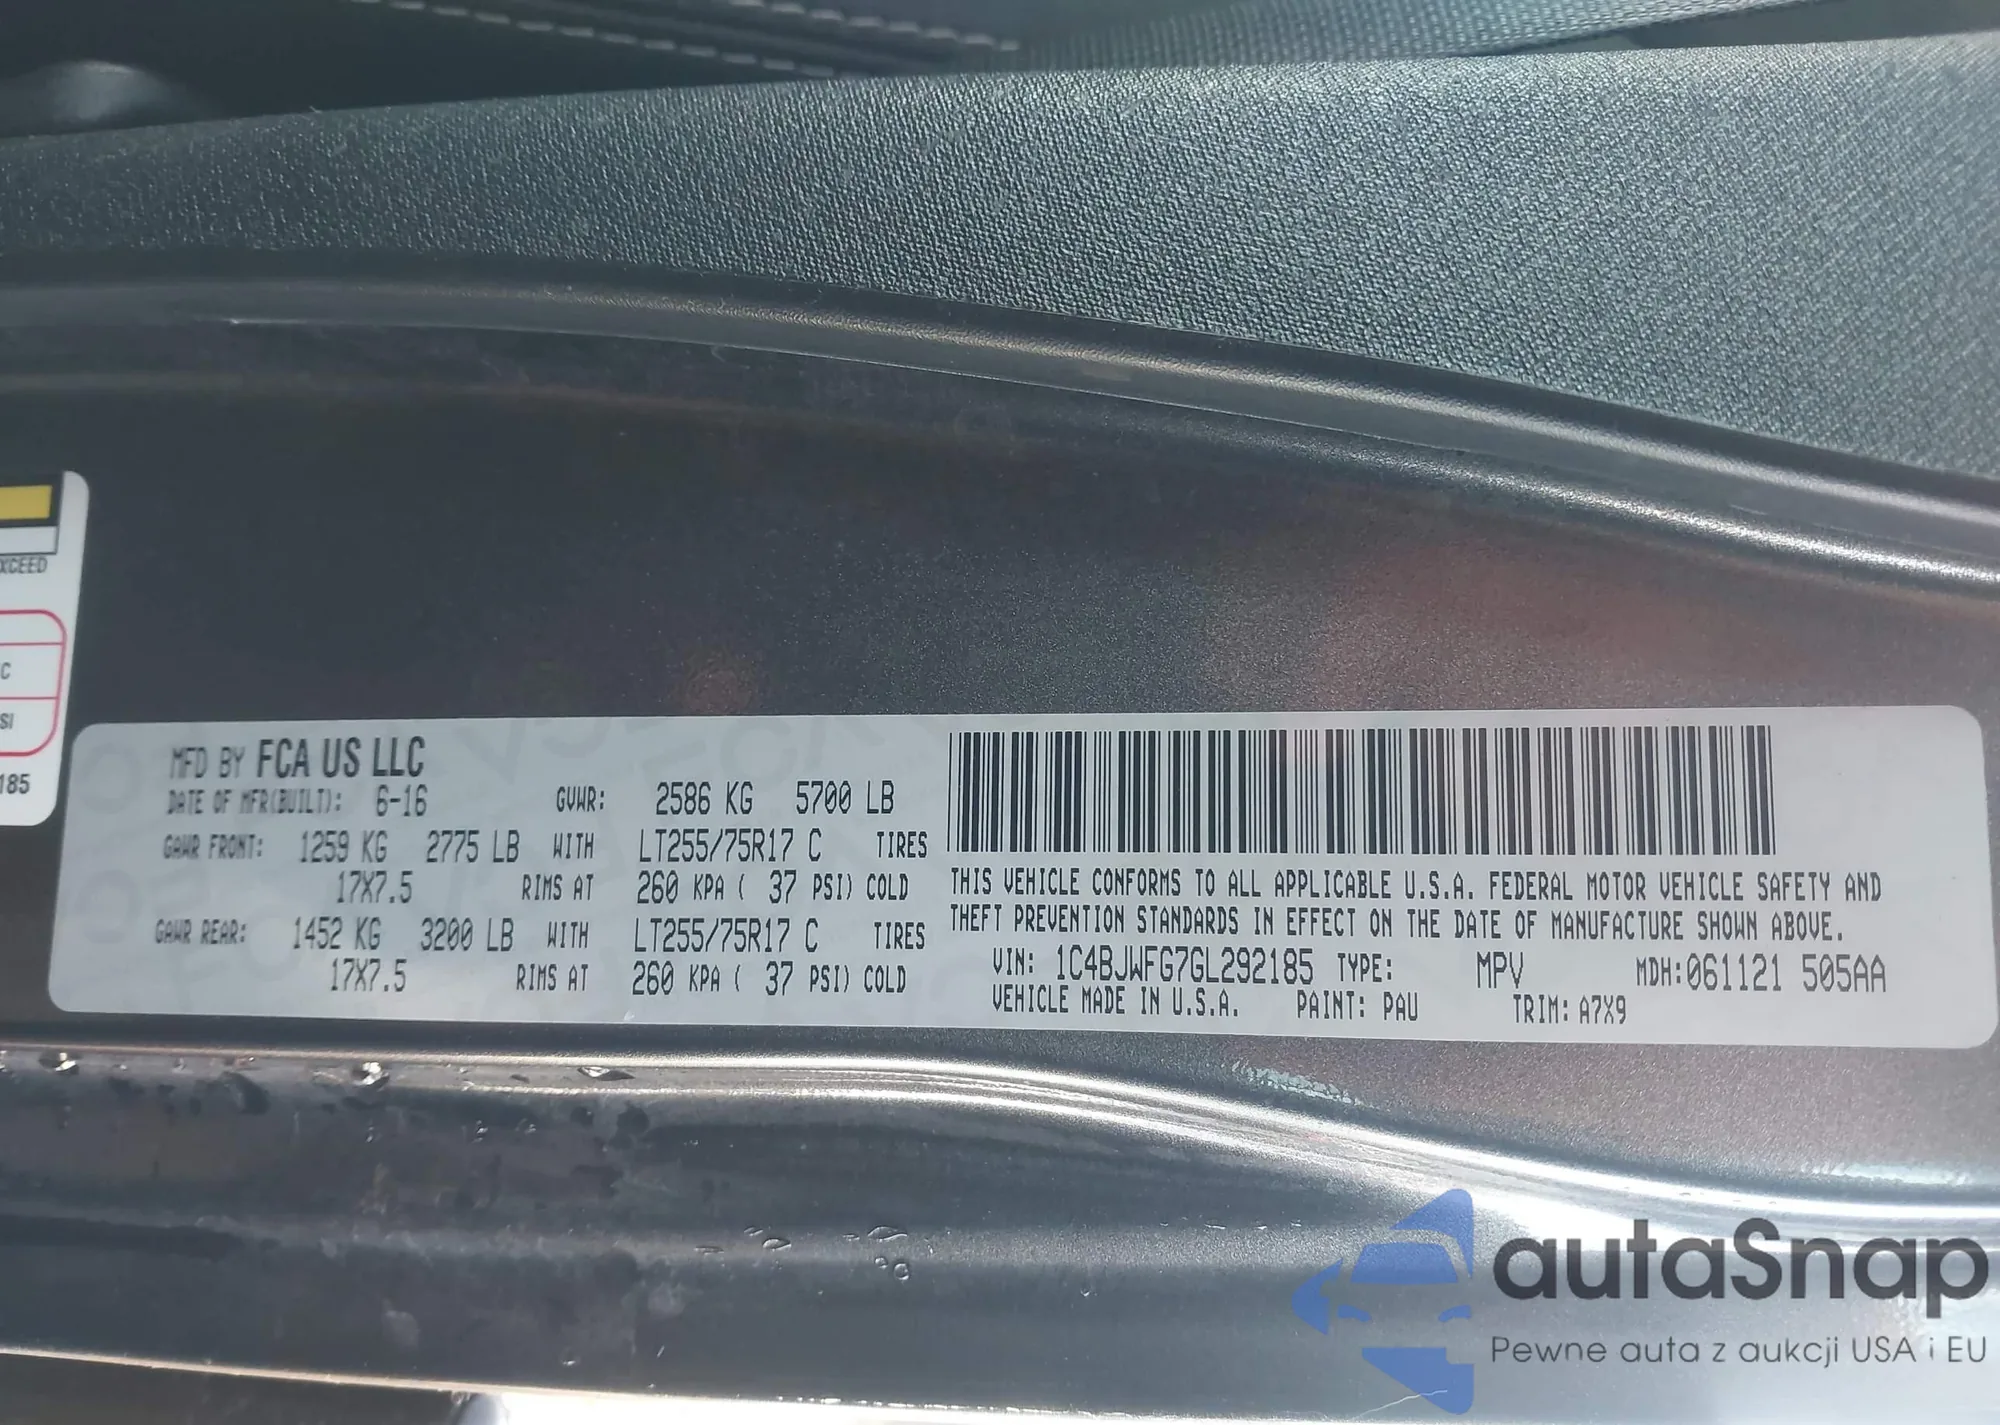 XCEED
C
SI
185
MFD BY FCA US LLC
DATE OF MFR(BUILT): 6-16 GVWR: 2586 KG 5700 LB
GAWR FRONT: 1259 KG 2775 LB WITH LT255/75R17 C TIRES
17X7.5 RIMS AT 260 KPA ( 37 PSI) COLD
GAWR REAR: 1452 KG 3200 LB WITH LT255/75R17 C TIRES
17X7.5 RIMS AT 260 KPA ( 37 PSI) COLD
THIS VEHICLE CONFORMS TO ALL APPLICABLE U.S.A. FEDERAL MOTOR VEHICLE SAFETY AND
THEFT PREVENTION STANDARDS IN EFFECT ON THE DATE OF MANUFACTURE SHOWN ABOVE.
VIN: 1C4BJWFG7GL292185 TYPE: MPV MDH:061121 505AA
VEHICLE MADE IN U.S.A. PAINT: PAU TRIM: A7X9
autaSnap
Pewne auta z aukcji USA i EU